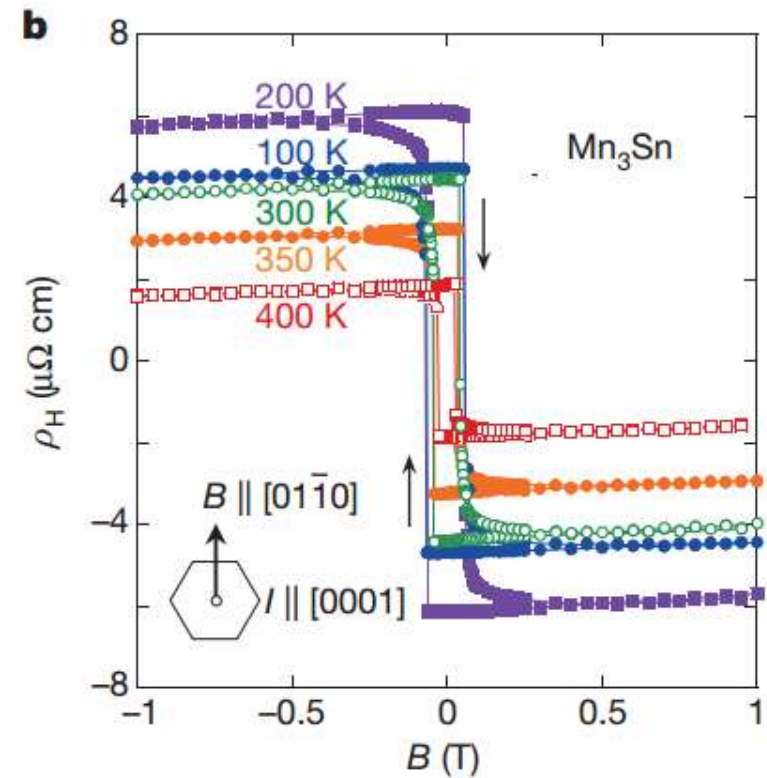 b
8
4
0
−4
−8
ρH (μΩ cm)
200 K
100 K
300 K
350 K
400 K
Mn3Sn
B || [011̄0]
I || [0001]
−1
−0.5
0
0.5
1
B (T)